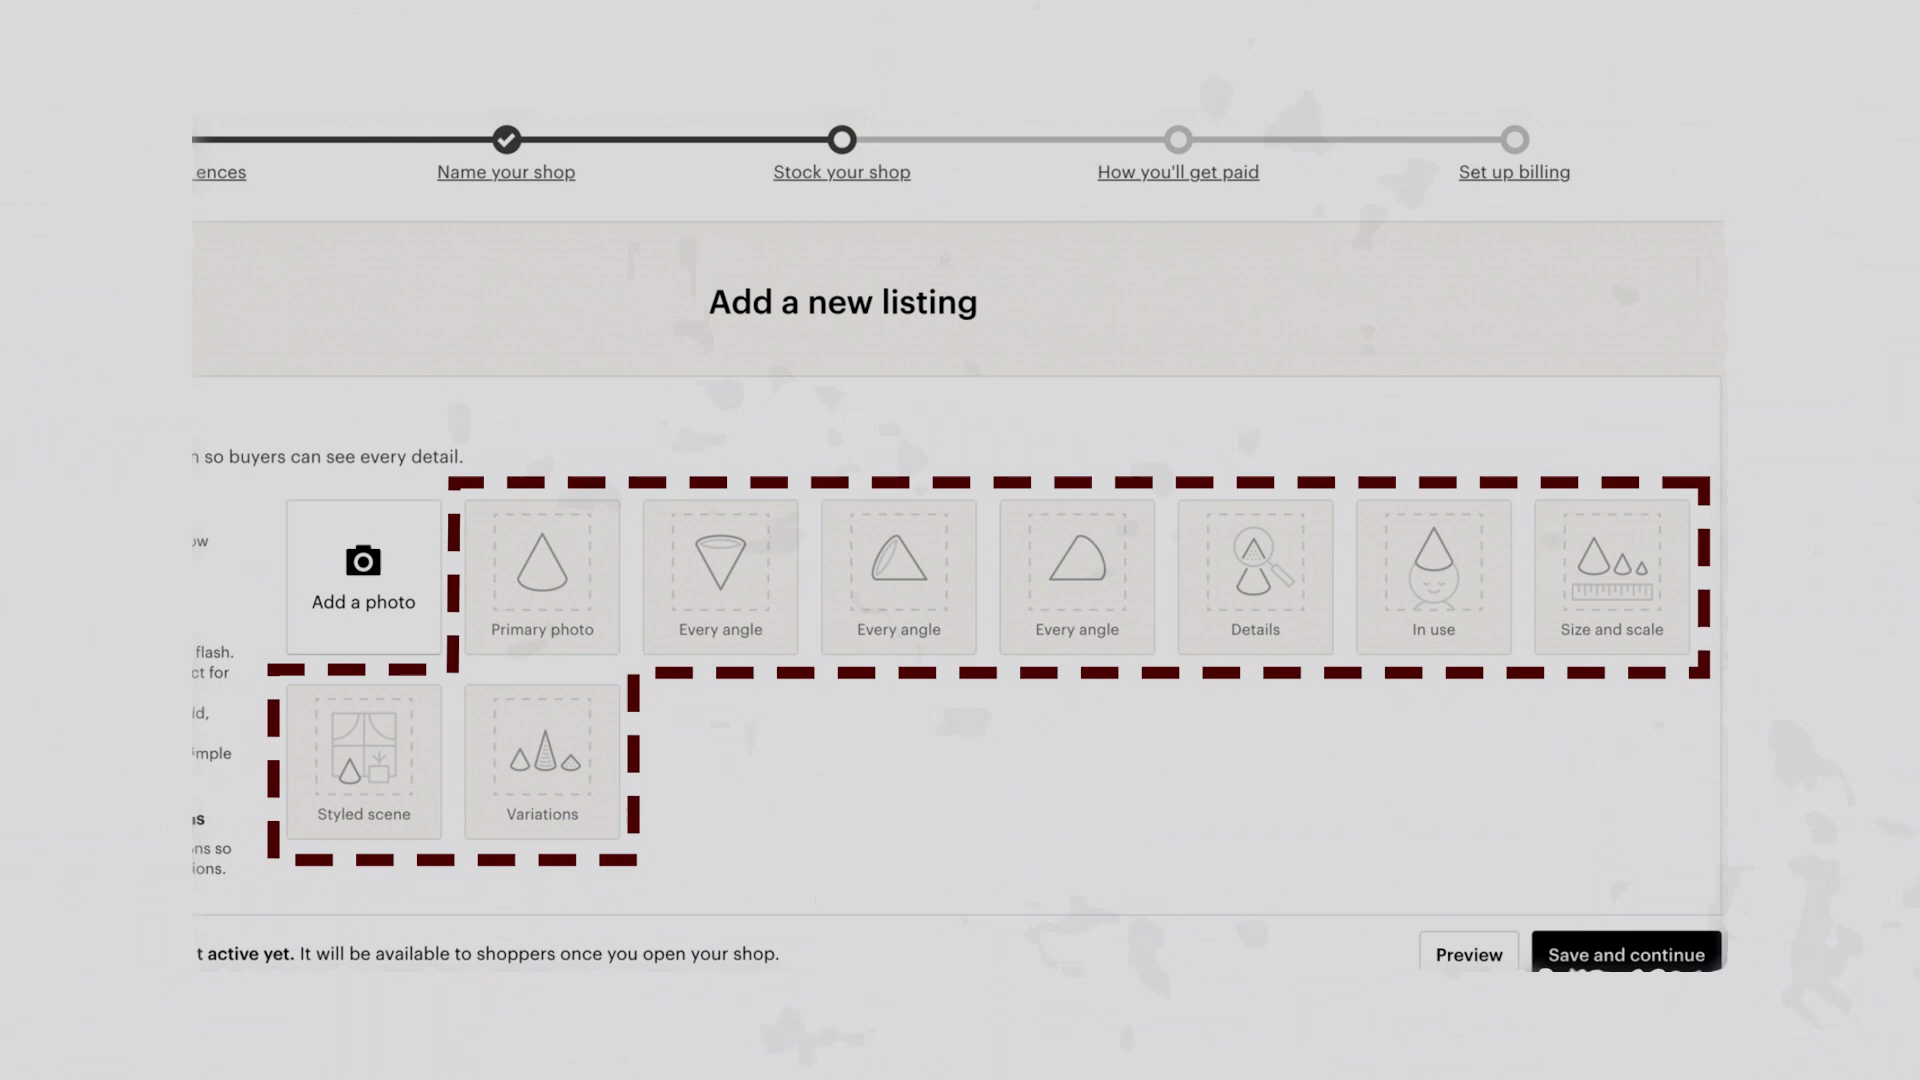 ences Name your shop Stock your shop How you'll get paid Set up billing
Add a new listing
so buyers can see every detail.
Add a photo
Primary photo Every angle Every angle Every angle Details In use Size and scale
flash.
ct for
ld,
imple
Styled scene Variations
ns so
ions.
t active yet. It will be available to shoppers once you open your shop.
Preview Save and continue